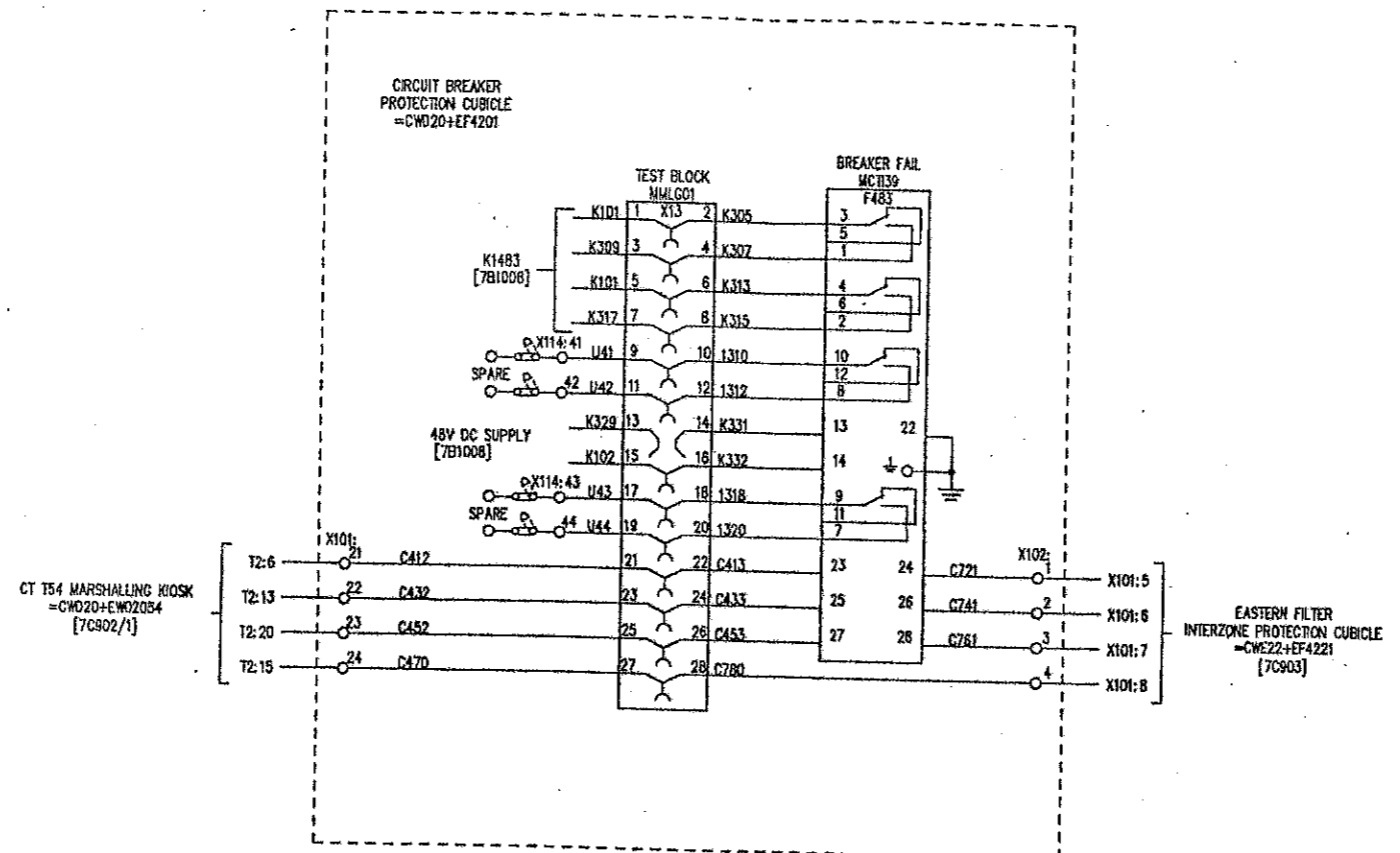 CIRCUIT BREAKER
PROTECTION CUBICLE
=CWD20+EF4201
TEST BLOCK
MMLG01
BREAKER FAIL
MCTI39
F483
K101 1 X13 2 K305 3
5
K309 3 4 K307 1
K1483
[7B1008]
K101 5 6 K313 4
6
K317 7 8 K315 2
X114:41 U41 9 10 1310 10
12
SPARE 42 U42 11 12 1312 8
K329 13 14 K331 13 22
48V DC SUPPLY
[7B1008]
K102 15 16 K332 14
X114:43 U43 17 18 1318 9
11
SPARE 44 U44 19 20 1320 7
X101: X102:
T2:6 21 C412 21 22 C413 23 24 C721 1 X101:5
T2:13 22 C432 23 24 C433 25 26 C741 2 X101:6
T2:20 23 C452 25 26 C453 27 28 C761 3 X101:7
T2:15 24 C470 27 28 C780 4 X101:8
CT T54 MARSHALLING KIOSK
=CWD20+EWD2054
[7C902/1]
EASTERN FILTER
INTERZONE PROTECTION CUBICLE
=CWE22+EF4221
[7C903]